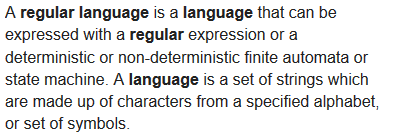 A regular language is a language that can be
expressed with a regular expression or a
deterministic or non-deterministic finite automata or
state machine. A language is a set of strings which
are made up of characters from a specified alphabet,
or set of symbols.